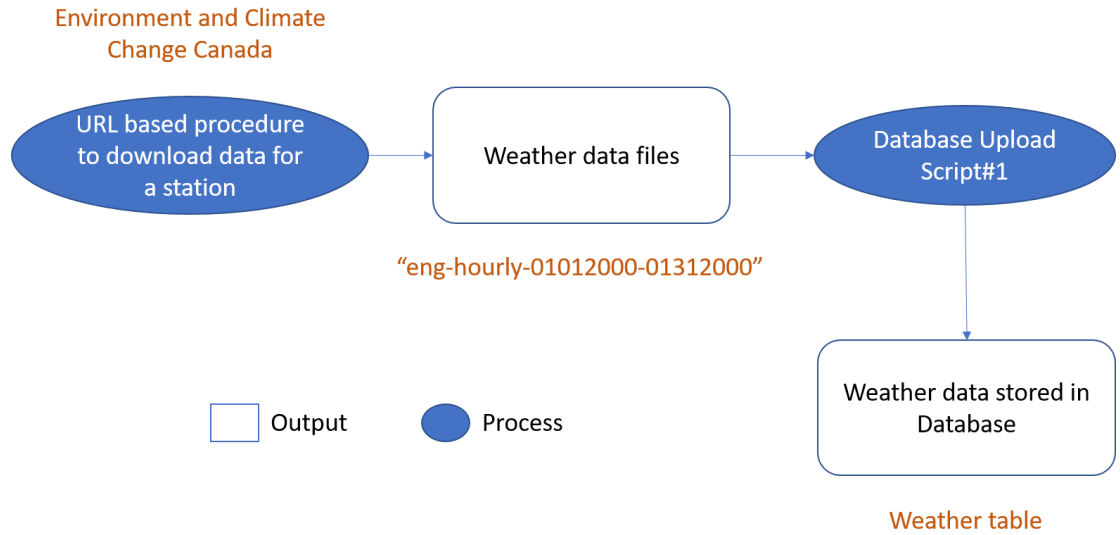 Environment and Climate
Change Canada
URL based procedure
to download data for
a station
Weather data files
Database Upload
Script#1
“eng-hourly-01012000-01312000”
Weather data stored in
Database
Output
Process
Weather table